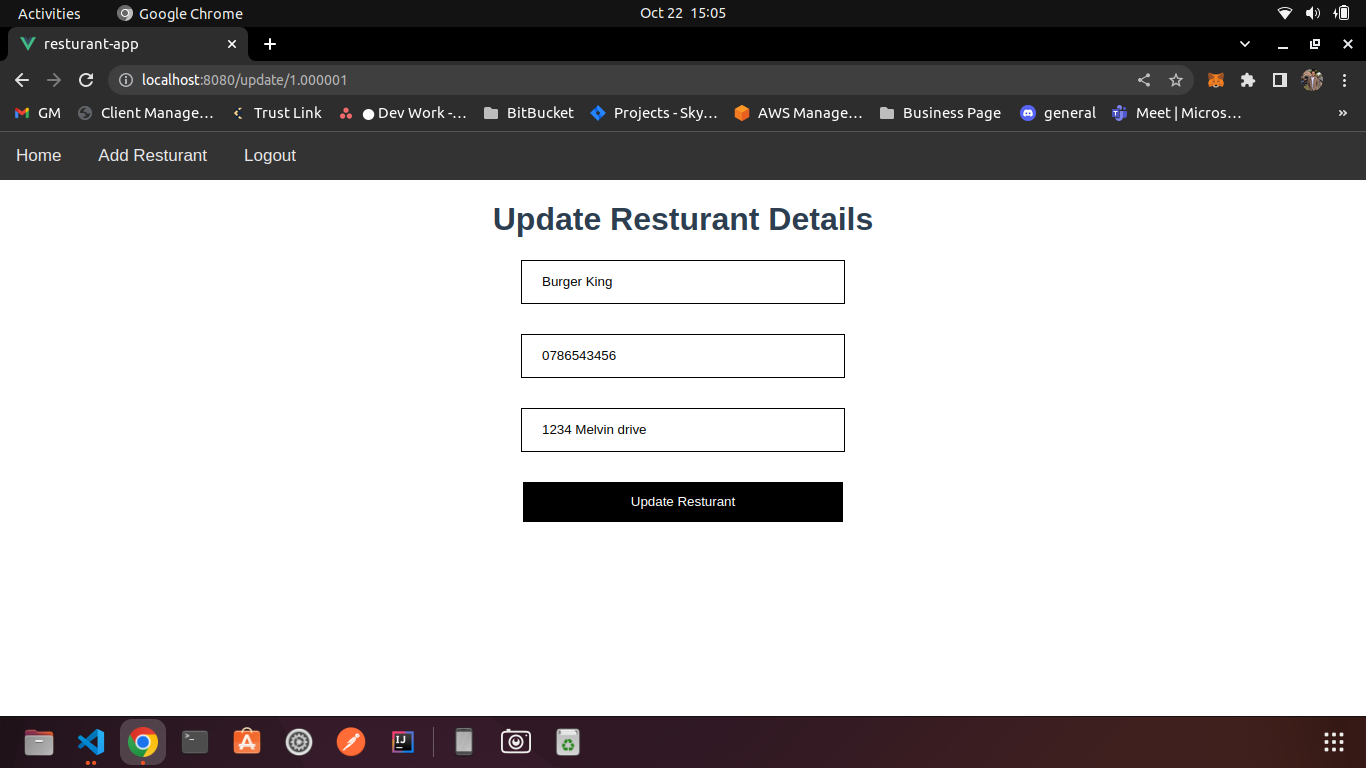 Activities Google Chrome Oct 22 15:05
resturant-app
localhost:8080/update/1.000001
GM Client Manage... Trust Link Dev Work -... BitBucket Projects - Sky... AWS Manage... Business Page general Meet | Micros... »
Home Add Resturant Logout
Update Resturant Details
Burger King
0786543456
1234 Melvin drive
Update Resturant
IJ